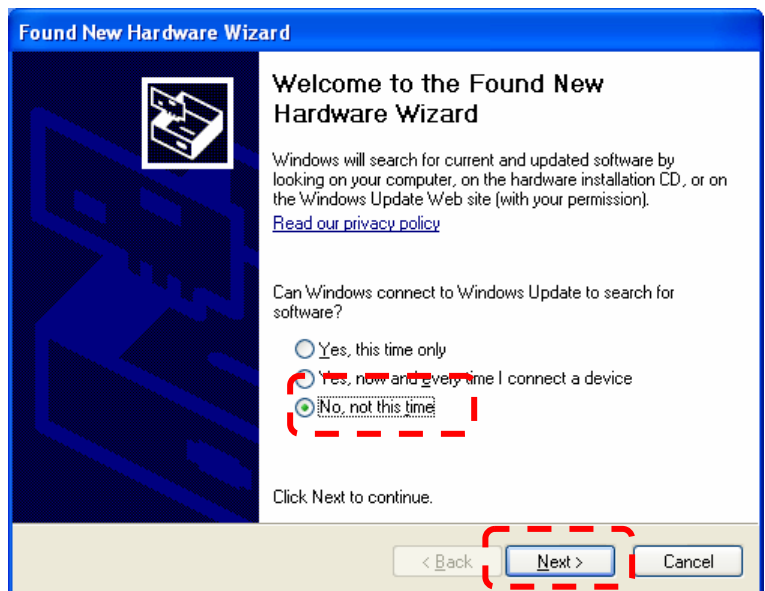 Found New Hardware Wizard
Welcome to the Found New
Hardware Wizard
Windows will search for current and updated software by
looking on your computer, on the hardware installation CD, or on
the Windows Update Web site (with your permission).
Read our privacy policy
Can Windows connect to Windows Update to search for
software?
Yes, this time only
Yes, now and every time I connect a device
No, not this time
Click Next to continue.
< Back
Next >
Cancel